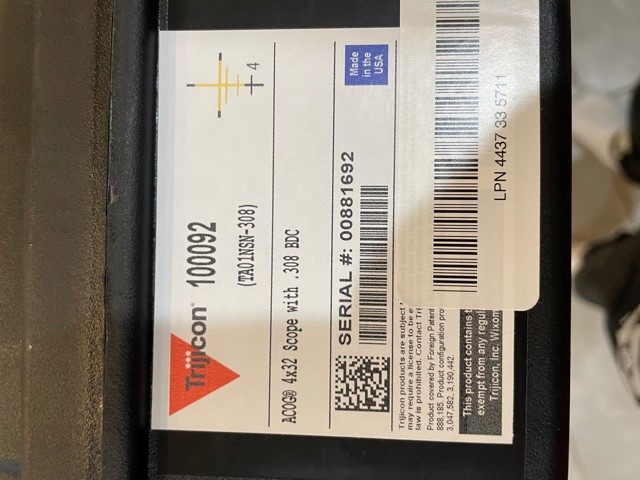 Trijicon® 100092
(TA01NSN-308)
4
ACOG® 4x32 Scope with .308 BDC
Made
in the
USA
SERIAL #: 00881692
Trijicon products are subject
may require a license to be e
law is prohibited. Contact Tri
Product covered by Foreign Patent
888,185. Product configuration pro
3,047,582, 3,190,442.
This product contains t
exempt from any regul
Trijicon, Inc. Wixom
LPN 4437 33 5711